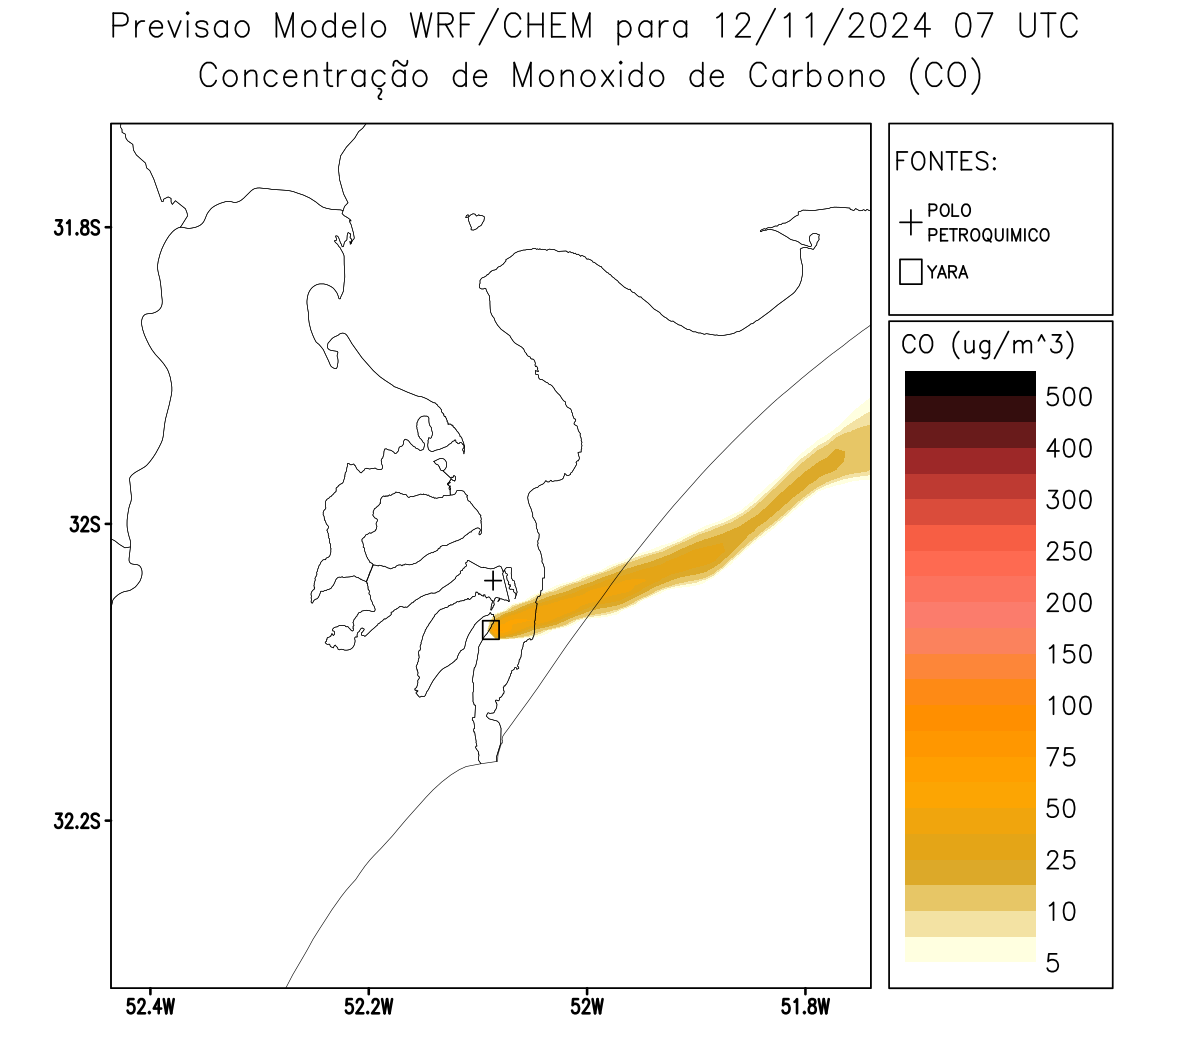 Previsao Modelo WRF/CHEM para 12/11/2024 07 UTC
Concentração de Monoxido de Carbono (CO)
FONTES:
POLO
PETROQUIMICO
YARA
CO (ug/m^3)
500
400
300
250
200
150
100
75
50
25
10
5
31.8S
32S
32.2S
52.4W 52.2W 52W 51.8W